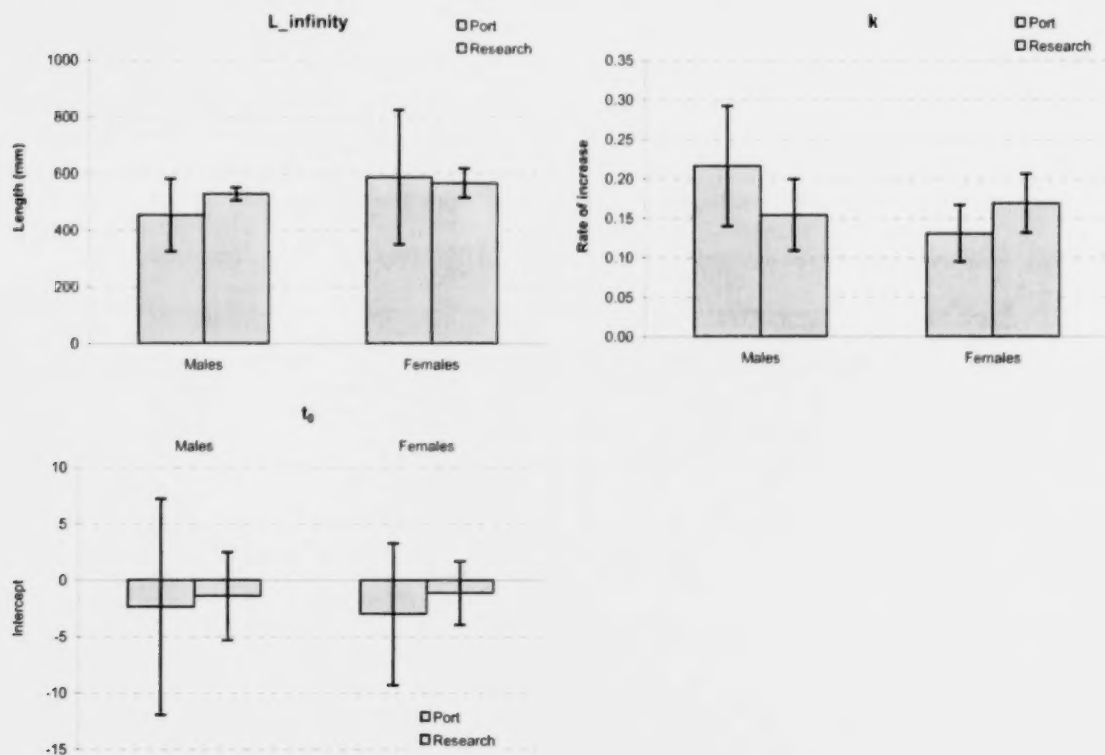 L_infinity
Port
Research
1000
800
600
400
200
0
Length (mm)
Males
Females
k
Port
Research
0.35
0.30
0.25
0.20
0.15
0.10
0.05
0.00
Rate of increase
Males
Females
t₀
Males
Females
10
5
0
-5
-10
-15
Intercept
Port
Research